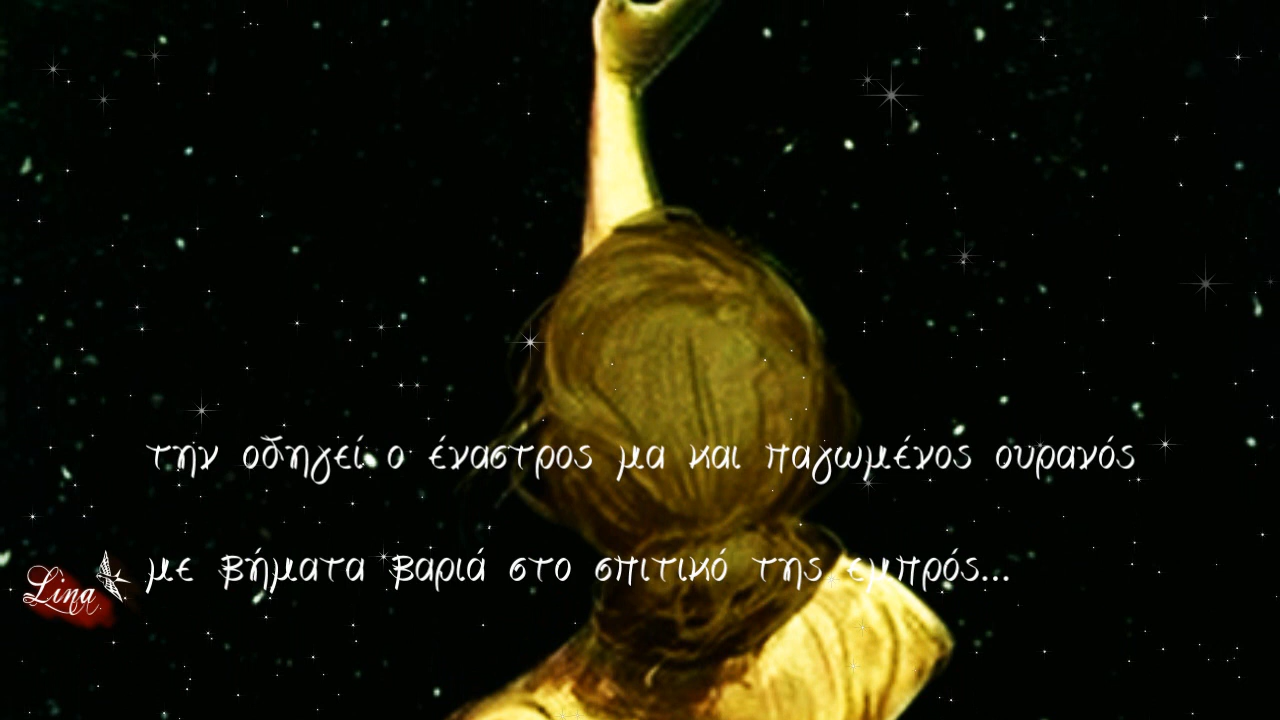 την οδηγεί ο έναστρος μα και παγωμένος ουρανός
με βήματα βαριά στο σπιτικό της εμπρός...
Lina